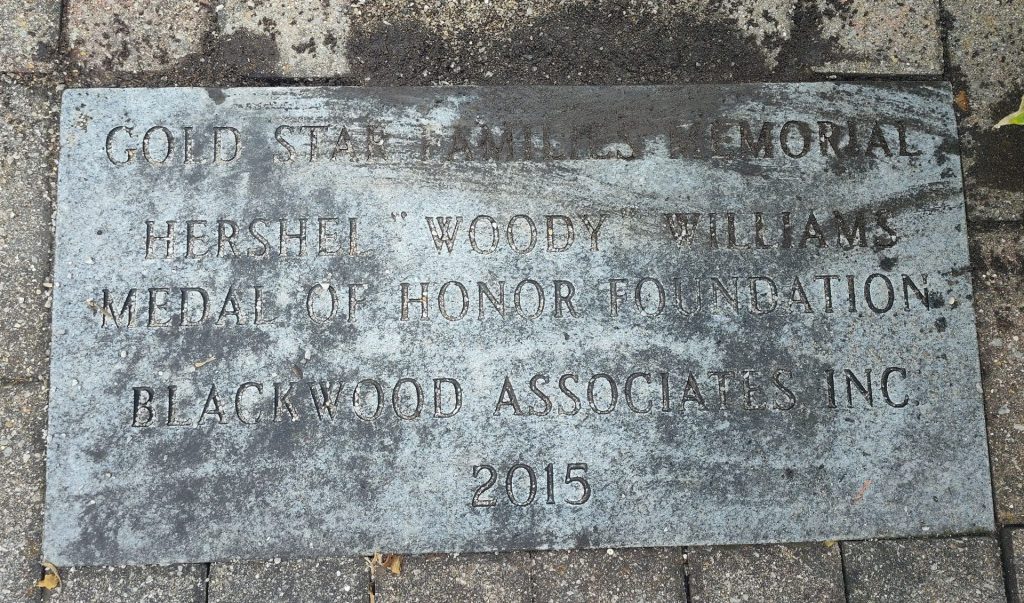 GOLD STAR FAMILIES MEMORIAL
HERSHEL "WOODY" WILLIAMS
MEDAL OF HONOR FOUNDATION
BLACKWOOD ASSOCIATES INC
2015